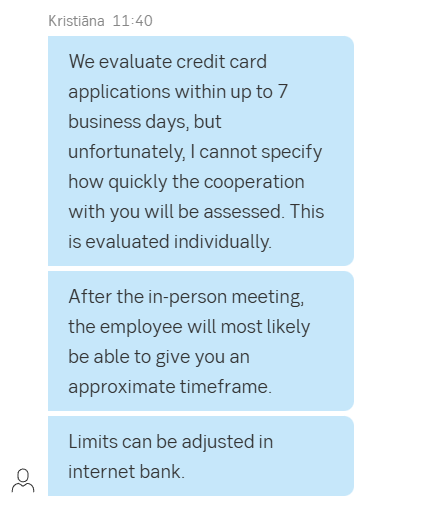 Kristiāna 11:40
We evaluate credit card
applications within up to 7
business days, but
unfortunately, I cannot specify
how quickly the cooperation
with you will be assessed. This
is evaluated individually.
After the in-person meeting,
the employee will most likely
be able to give you an
approximate timeframe.
Limits can be adjusted in
internet bank.